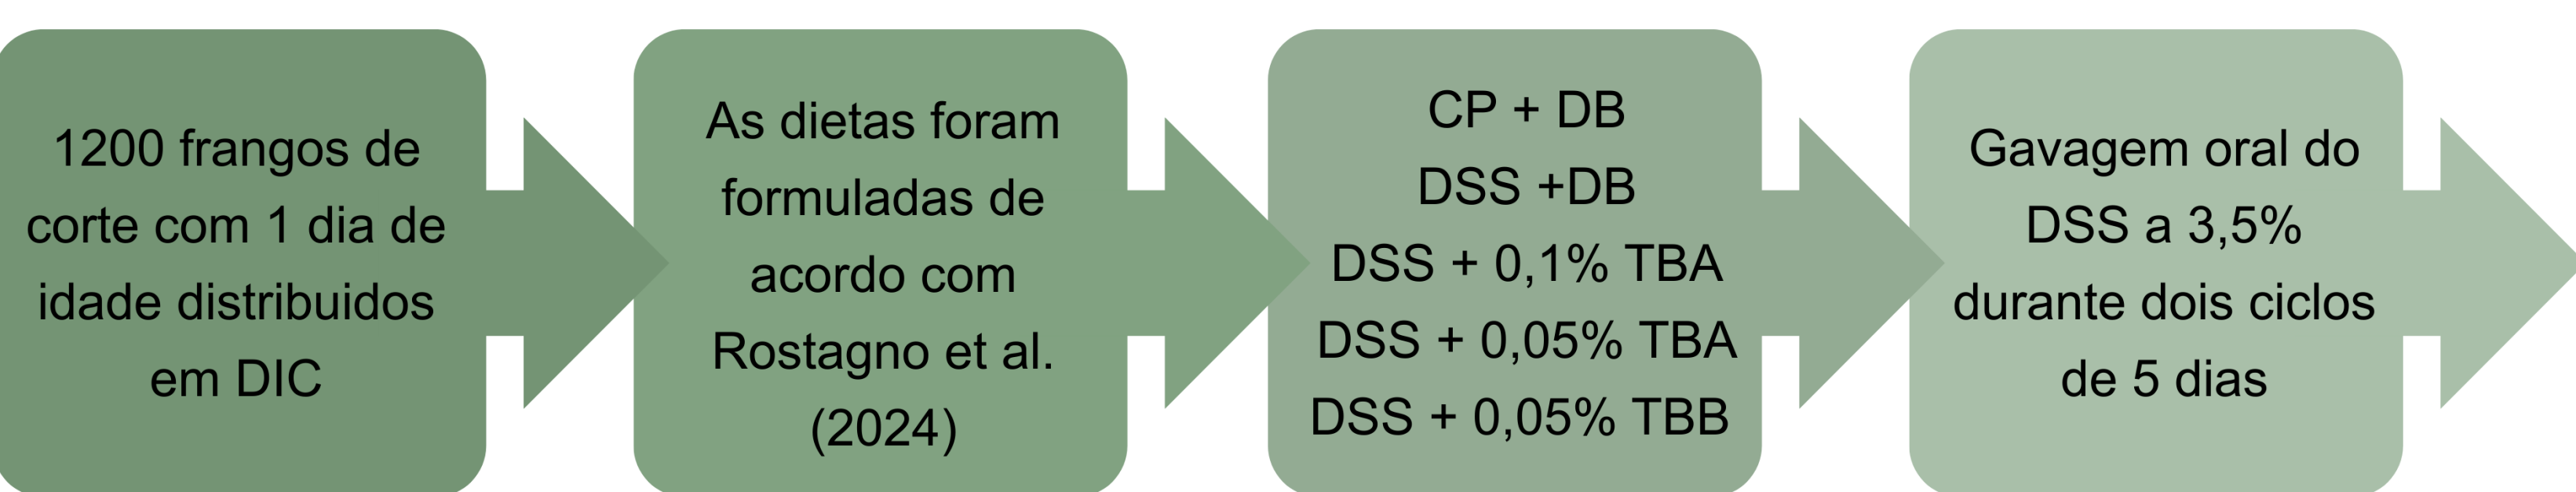 1200 frangos de
corte com 1 dia de
idade distribuidos
em DIC
As dietas foram
formuladas de
acordo com
Rostagno et al.
(2024)
CP + DB
DSS +DB
DSS + 0,1% TBA
DSS + 0,05% TBA
DSS + 0,05% TBB
Gavagem oral do
DSS a 3,5%
durante dois ciclos
de 5 dias